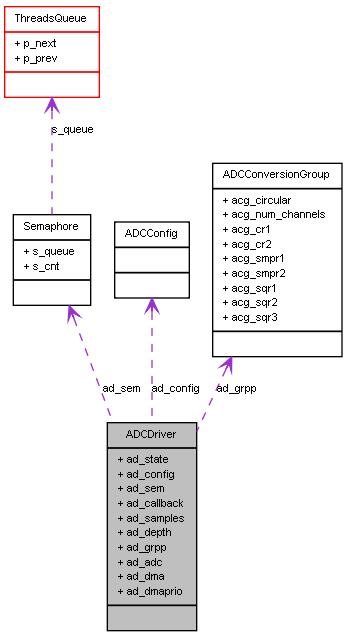 ThreadsQueue
+ p_next
+ p_prev
s_queue
ADCConversionGroup
+ acg_circular
+ acg_num_channels
+ acg_cr1
+ acg_cr2
+ acg_smpr1
+ acg_smpr2
+ acg_sqr1
+ acg_sqr2
+ acg_sqr3
Semaphore
+ s_queue
+ s_cnt
ADCConfig
ad_sem
ad_config
ad_grpp
ADCDriver
+ ad_state
+ ad_config
+ ad_sem
+ ad_callback
+ ad_samples
+ ad_depth
+ ad_grpp
+ ad_adc
+ ad_dma
+ ad_dmaprio